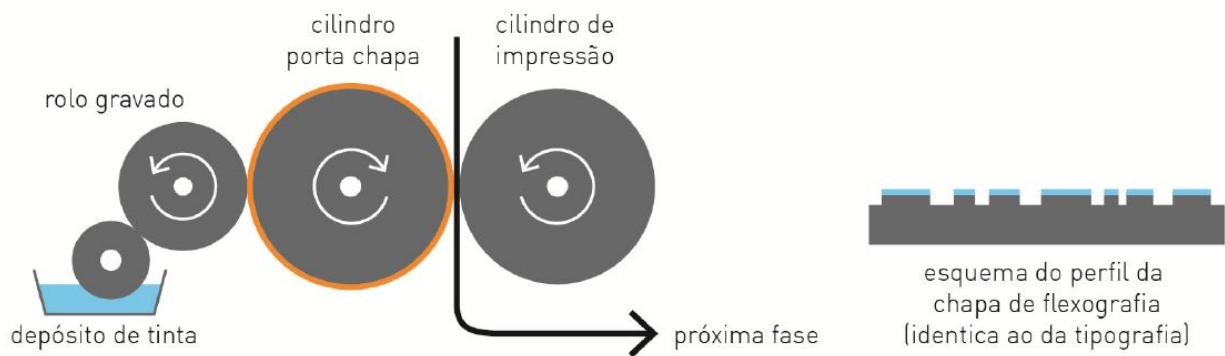 cilindro
porta chapa
cilindro de
impressão
rolo gravado
depósito de tinta
próxima fase
esquema do perfil da
chapa de flexografia
(identica ao da tipografia)